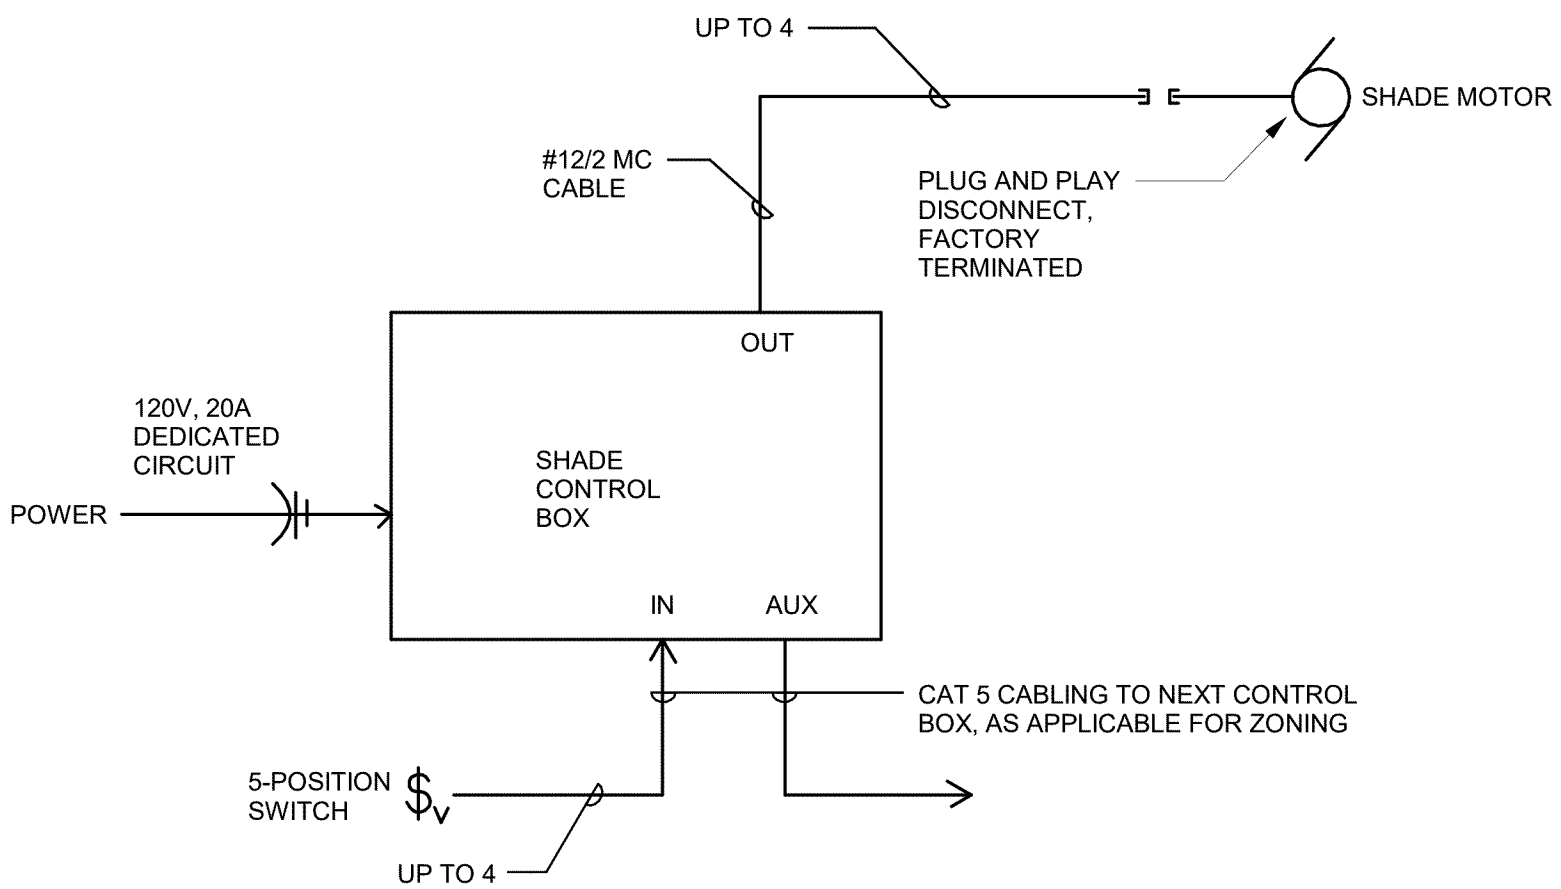 UP TO 4
SHADE MOTOR
#12/2 MC
CABLE
PLUG AND PLAY
DISCONNECT,
FACTORY
TERMINATED
OUT
120V, 20A
DEDICATED
CIRCUIT
POWER
SHADE
CONTROL
BOX
IN
AUX
CAT 5 CABLING TO NEXT CONTROL
BOX, AS APPLICABLE FOR ZONING
5-POSITION
SWITCH
$V
UP TO 4